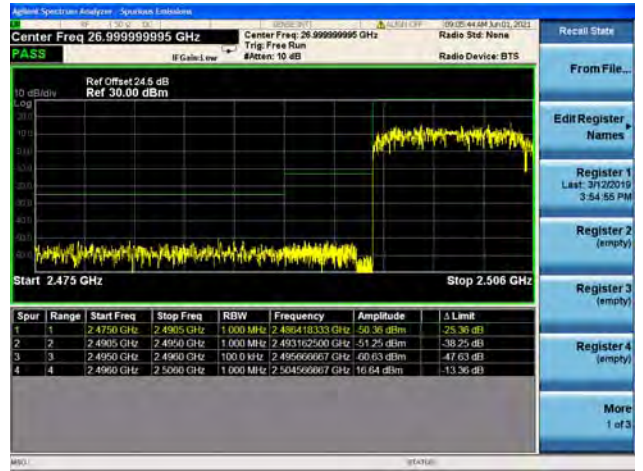 Agilent Spectrum Analyzer - Spurious Emissions
RF 50 Ω DC SENSE:INT ALIGN OFF 09:05:44 AM Jun 01, 2021
Center Freq 26.999999995 GHz Center Freq: 26.999999995 GHz Radio Std: None
Trig: Free Run
PASS IFGain:Low #Atten: 10 dB Radio Device: BTS
Ref Offset 24.5 dB
10 dB/div Ref 30.00 dBm
Log
Start 2.475 GHz Stop 2.506 GHz
Spur Range Start Freq Stop Freq RBW Frequency Amplitude Δ Limit
1 1 2.4750 GHz 2.4905 GHz 1.000 MHz 2.486418333 GHz -50.36 dBm -25.36 dB
2 2 2.4905 GHz 2.4950 GHz 1.000 MHz 2.493162500 GHz -51.25 dBm -38.25 dB
3 3 2.4950 GHz 2.4960 GHz 100.0 kHz 2.495666667 GHz -60.63 dBm -47.63 dB
4 4 2.4960 GHz 2.5060 GHz 1.000 MHz 2.504566667 GHz 16.64 dBm -13.36 dB
MSG STATUS
Recall State
From File...
Edit Register
Names
Register 1
Last: 3/12/2019
3:54:55 PM
Register 2
(empty)
Register 3
(empty)
Register 4
(empty)
More
1 of 3